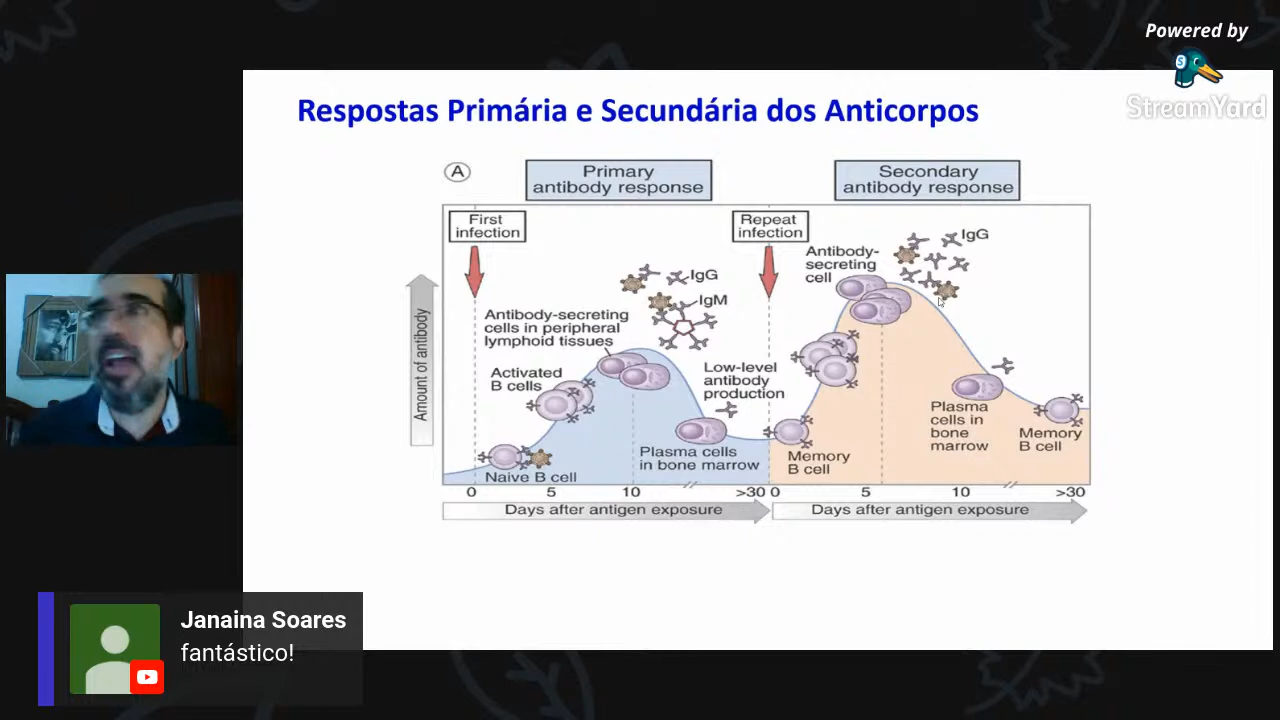 Powered by
StreamYard
Respostas Primária e Secundária dos Anticorpos
A
Primary
antibody response
Secondary
antibody response
First
infection
Repeat
infection
Amount of antibody
Antibody-secreting
cells in peripheral
lymphoid tissues
IgG
IgM
Activated
B cells
Low-level
antibody
production
Naive B cell
Plasma cells
in bone marrow
Antibody-
secreting
cell
IgG
Memory
B cell
Plasma
cells in
bone
marrow
Memory
B cell
0 5 10 >30 0 5 10 >30
Days after antigen exposure
Days after antigen exposure
Janaina Soares
fantástico!